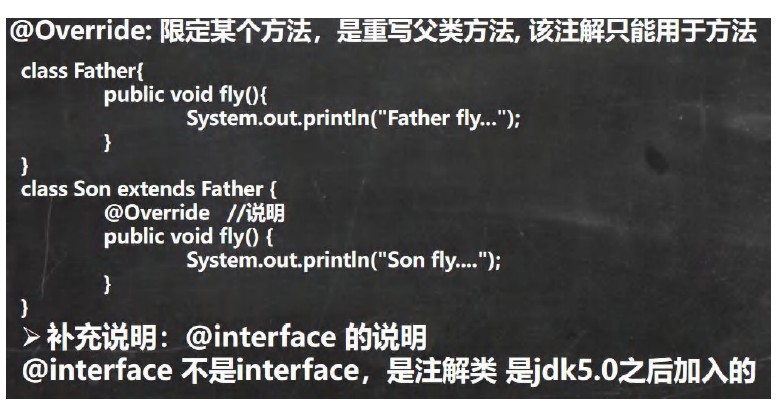 @Override: 限定某个方法，是重写父类方法, 该注解只能用于方法
class Father{
public void fly(){
System.out.println("Father fly...");
}
}
class Son extends Father {
@Override //说明
public void fly() {
System.out.println("Son fly....");
}
}
➢ 补充说明：@interface 的说明
@interface 不是interface，是注解类 是jdk5.0之后加入的